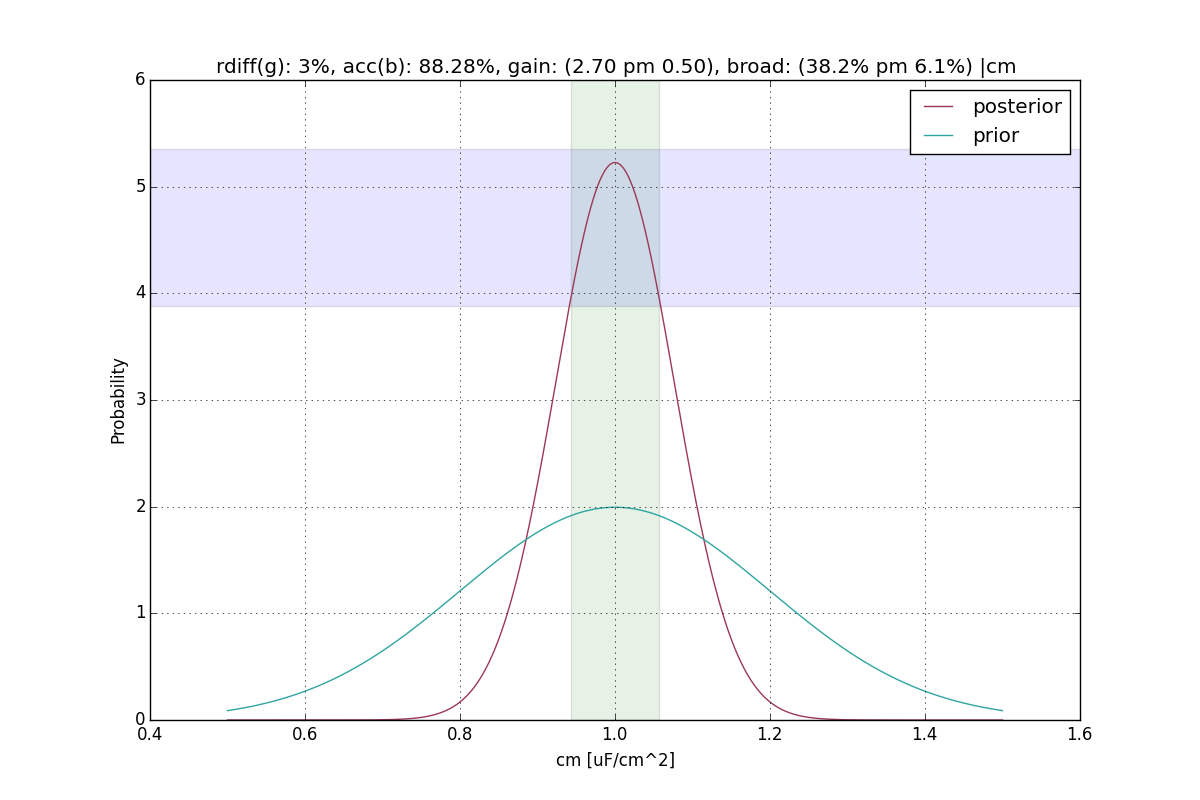 rdiff(g): 3%, acc(b): 88.28%, gain: (2.70 pm 0.50), broad: (38.2% pm 6.1%) |cm
6
posterior
prior
5
4
Probability
3
2
1
0
0.4 0.6 0.8 1.0 1.2 1.4 1.6
cm [uF/cm^2]